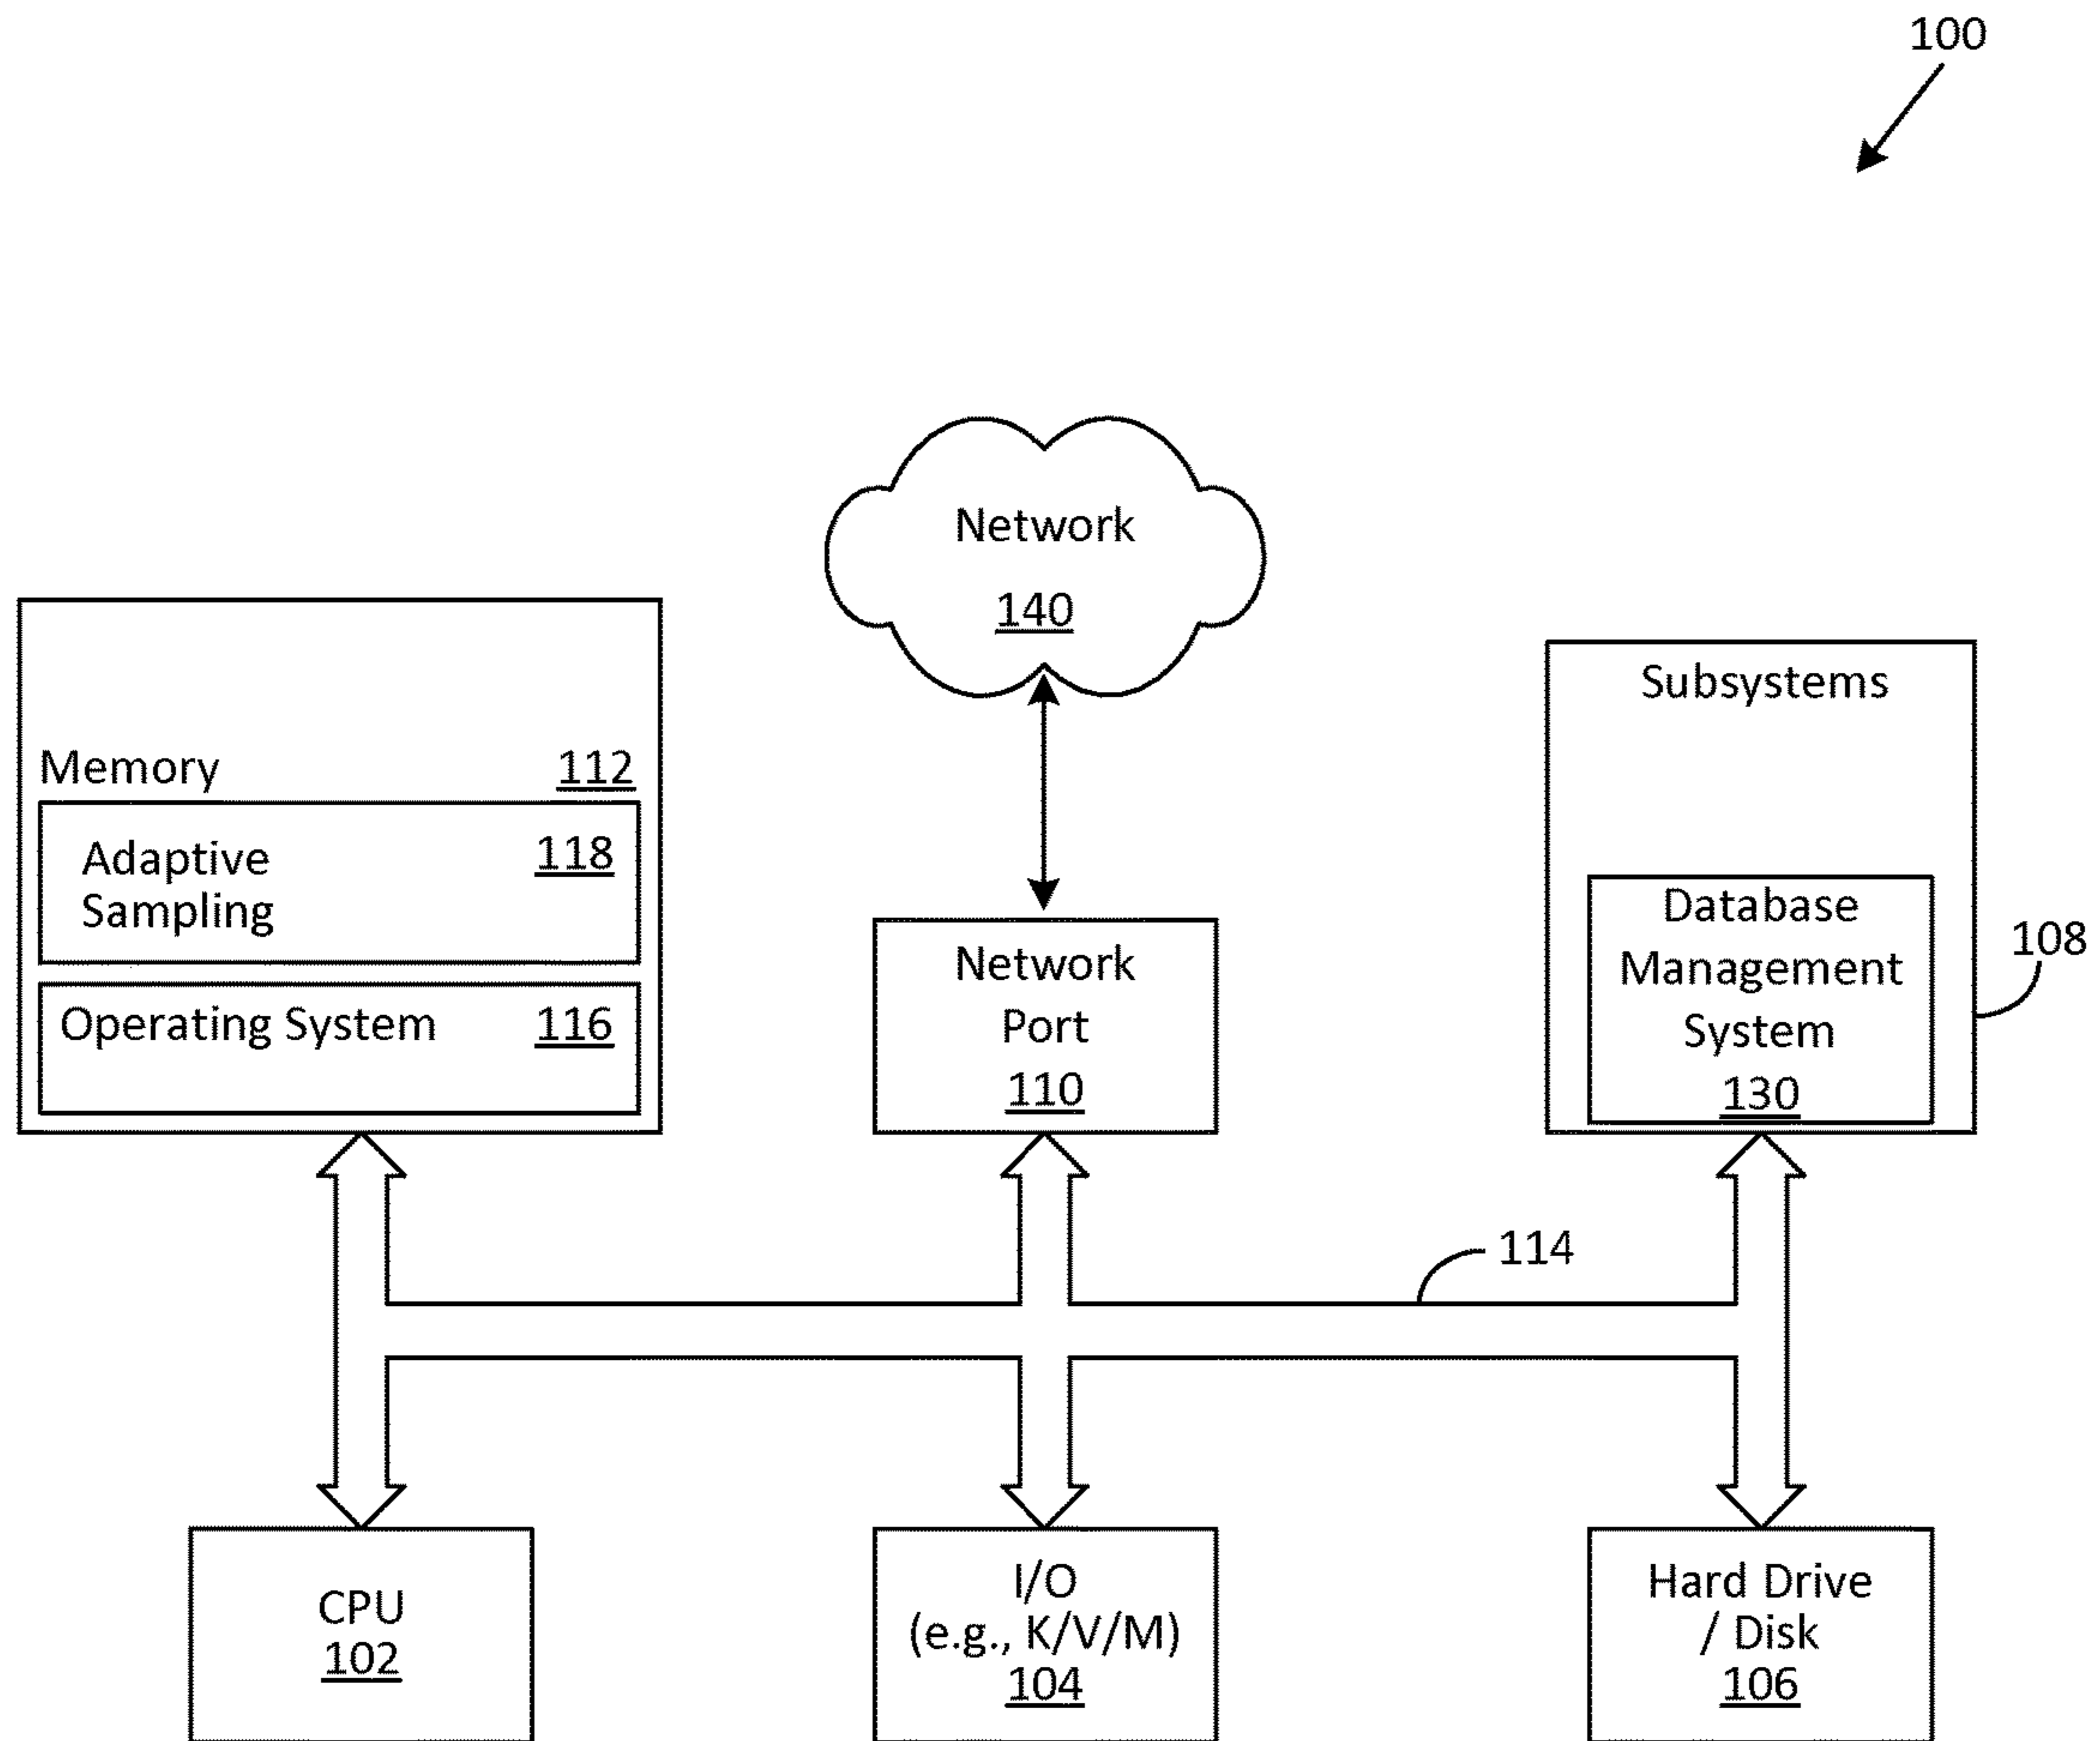 100
Network
140
Subsystems
Memory 112
Adaptive 118
Sampling
Operating System 116
Network
Port
110
Database
Management
System
130
108
114
CPU
102
I/O
(e.g., K/V/M)
104
Hard Drive
/ Disk
106